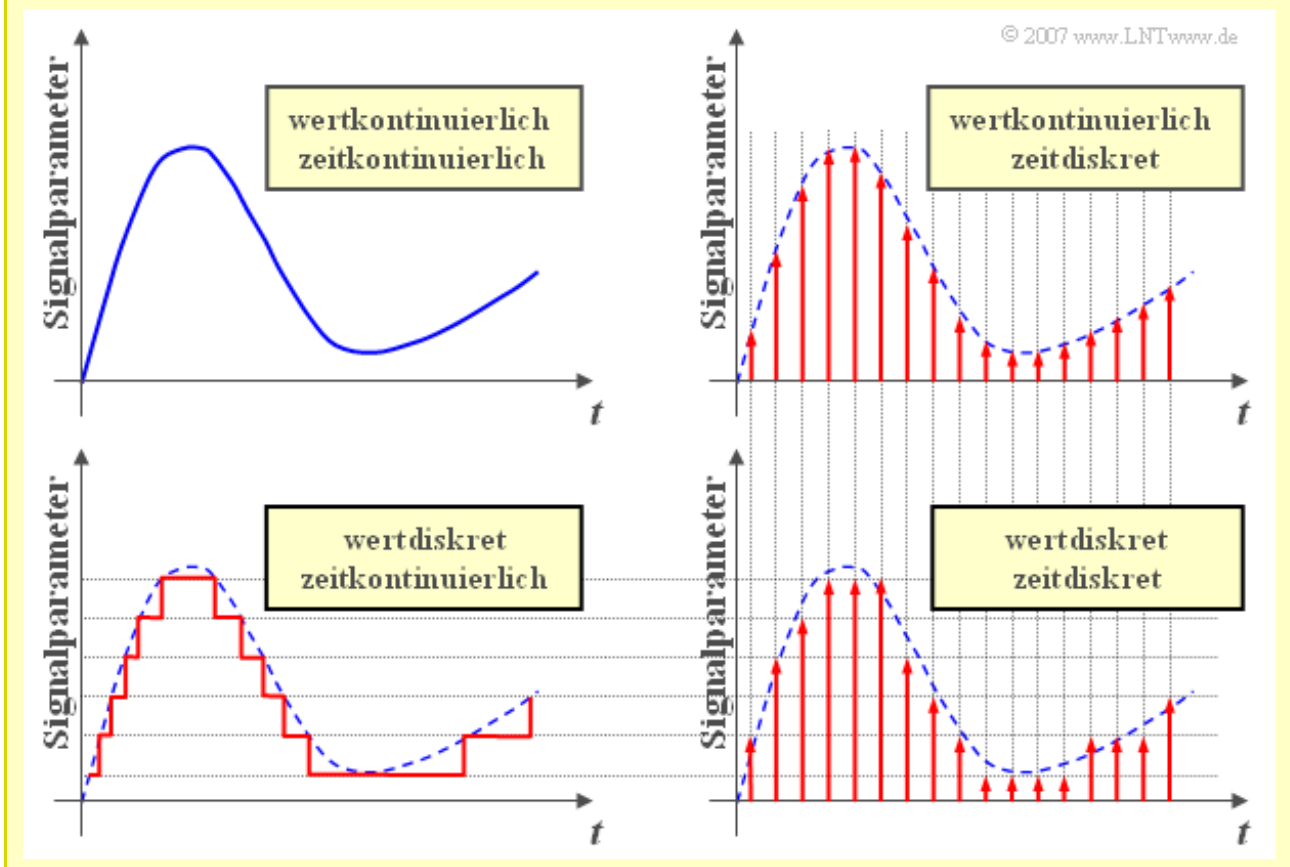 © 2007 www.LNTwww.de
Signalparameter
wertkontinuierlich
zeitkontinuierlich
t
Signalparameter
wertkontinuierlich
zeitdiskret
t
Signalparameter
wertdiskret
zeitkontinuierlich
t
Signalparameter
wertdiskret
zeitdiskret
t